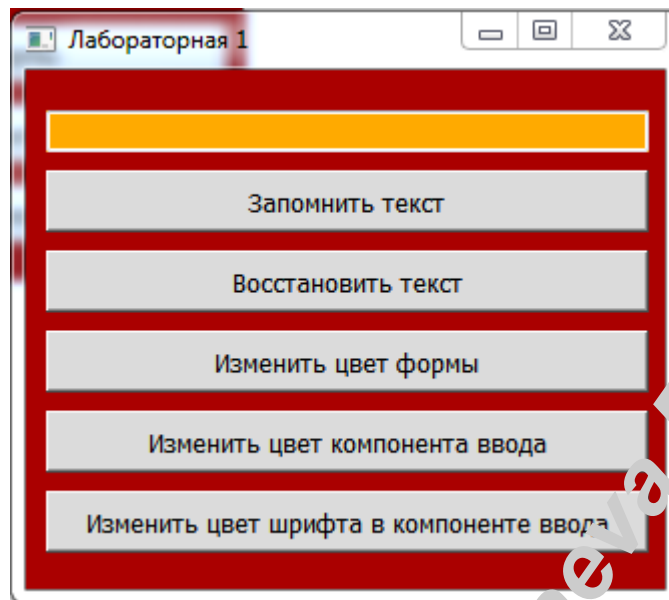 Лабораторная 1
Запомнить текст
Восстановить текст
Изменить цвет формы
Изменить цвет компонента ввода
Изменить цвет шрифта в компоненте ввода